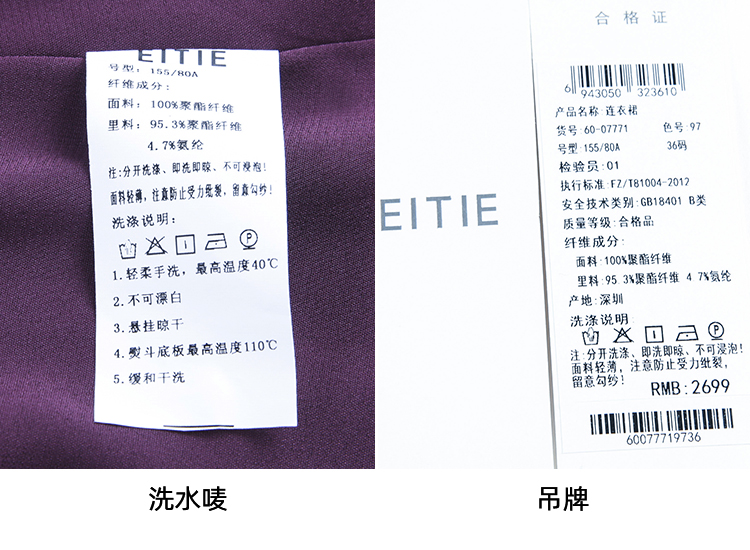 EITIE
号型: 155/80A
纤维成分:
面料: 100%聚酯纤维
里料: 95.3%聚酯纤维
4.7%氨纶
注:分开洗涤、即洗即晾、不可浸泡!
面料轻薄, 注意防止受力纰裂, 留意勾纱!
洗涤说明:
1.轻柔手洗, 最高温度40℃
2.不可漂白
3.悬挂晾干
4.熨斗底板最高温度110℃
5.缓和干洗
洗水唛
EITIE
合格证
6 943050 323610
产品名称:连衣裙
货号:60-07771 色号:97
号型:155/80A 36码
检验员:01
执行标准:FZ/T81004-2012
安全技术类别:GB18401 B类
质量等级:合格品
纤维成分:
面料:100%聚酯纤维
里料:95.3%聚酯纤维 4.7%氨纶
产地:深圳
洗涤说明:
P
注:分开洗涤、即洗即晾、不可浸泡!
面料轻薄, 注意防止受力纰裂,
留意勾纱!
RMB:2699
60077719736
吊牌